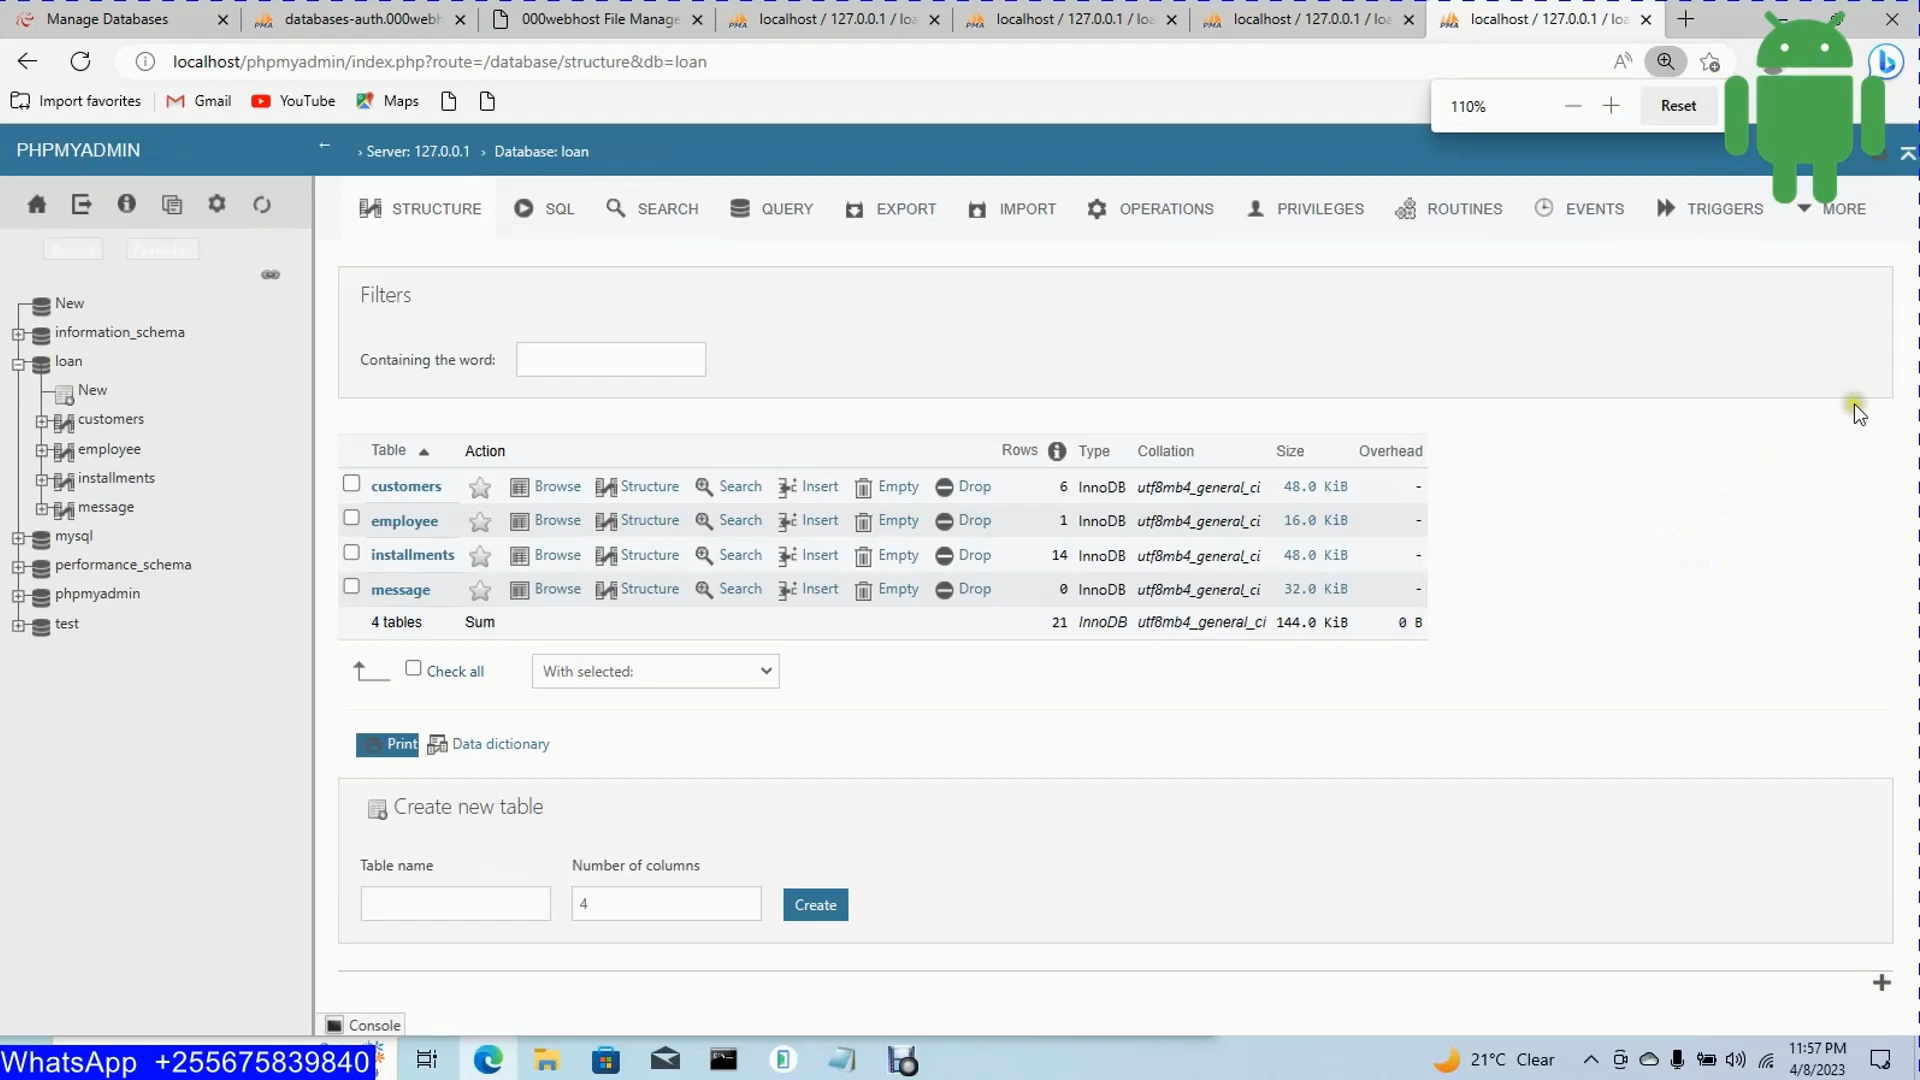 Manage Databases
databases-auth.000webh
000webhost File Manage
localhost / 127.0.0.1 / loa
localhost / 127.0.0.1 / loa
localhost / 127.0.0.1 / loa
localhost / 127.0.0.1 / loa
localhost/phpmyadmin/index.php?route=/database/structure&db=loan
Import favorites
Gmail
YouTube
Maps
110%
Reset
PHPMYADMIN
Server: 127.0.0.1
Database: loan
STRUCTURE
SQL
SEARCH
QUERY
EXPORT
IMPORT
OPERATIONS
PRIVILEGES
ROUTINES
EVENTS
TRIGGERS
MORE
New
information_schema
loan
New
customers
employee
installments
message
mysql
performance_schema
phpmyadmin
test
Filters
Containing the word:
Table Action Rows Type Collation Size Overhead
customers Browse Structure Search Insert Empty Drop 6 InnoDB utf8mb4_general_ci 48.0 KiB -
employee Browse Structure Search Insert Empty Drop 1 InnoDB utf8mb4_general_ci 16.0 KiB -
installments Browse Structure Search Insert Empty Drop 14 InnoDB utf8mb4_general_ci 48.0 KiB -
message Browse Structure Search Insert Empty Drop 0 InnoDB utf8mb4_general_ci 32.0 KiB -
4 tables Sum 21 InnoDB utf8mb4_general_ci 144.0 KiB 0 B
Check all
With selected:
Print
Data dictionary
Create new table
Table name
Number of columns
4
Create
Console
WhatsApp +255675839840
21°C Clear
11:57 PM
4/8/2023